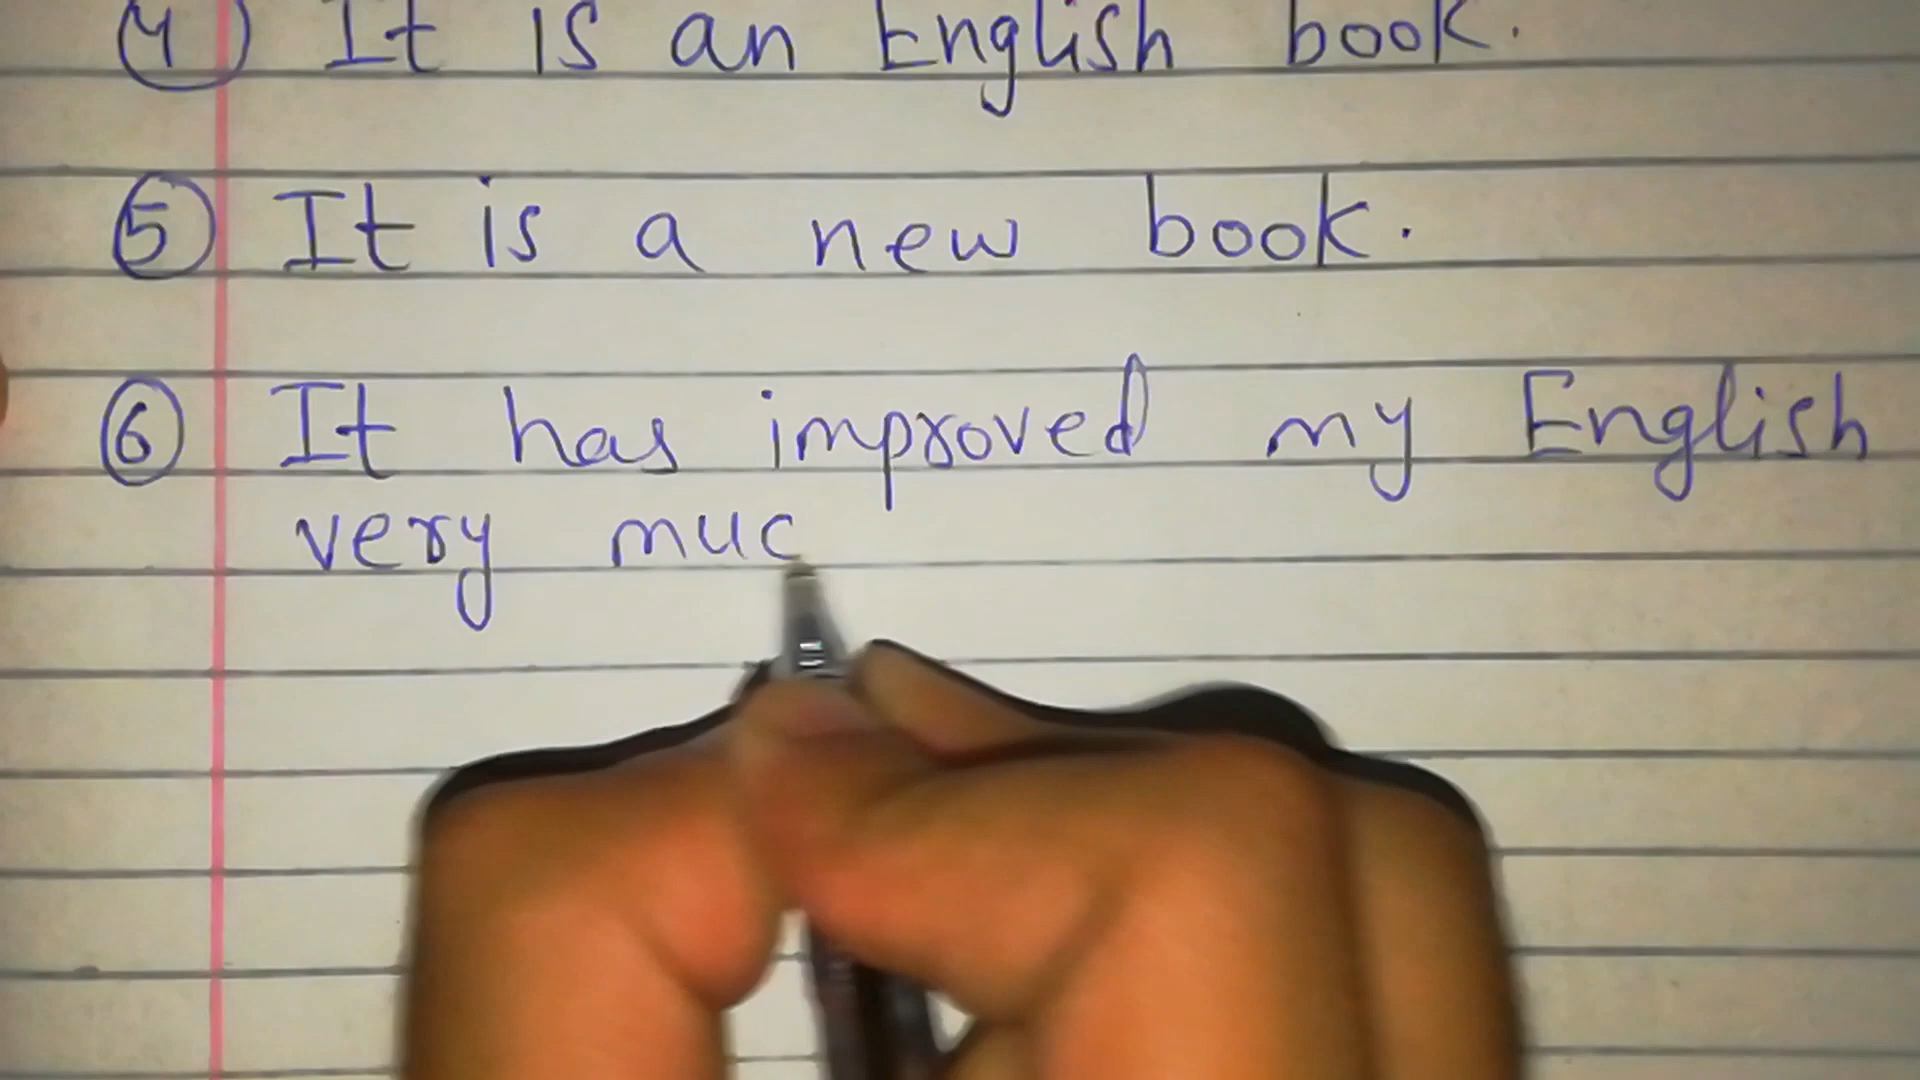 4 It is an English book.
5 It is a new book.
6 It has improved my English
very muc